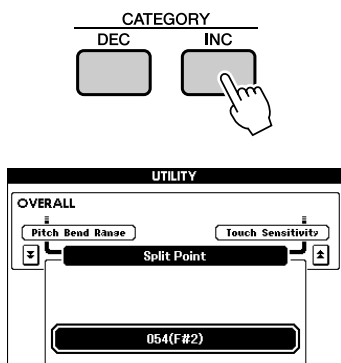 CATEGORY
DEC INC
UTILITY
OVERALL
Pitch Bend Range Touch Sensitivity
Split Point
054(F#2)